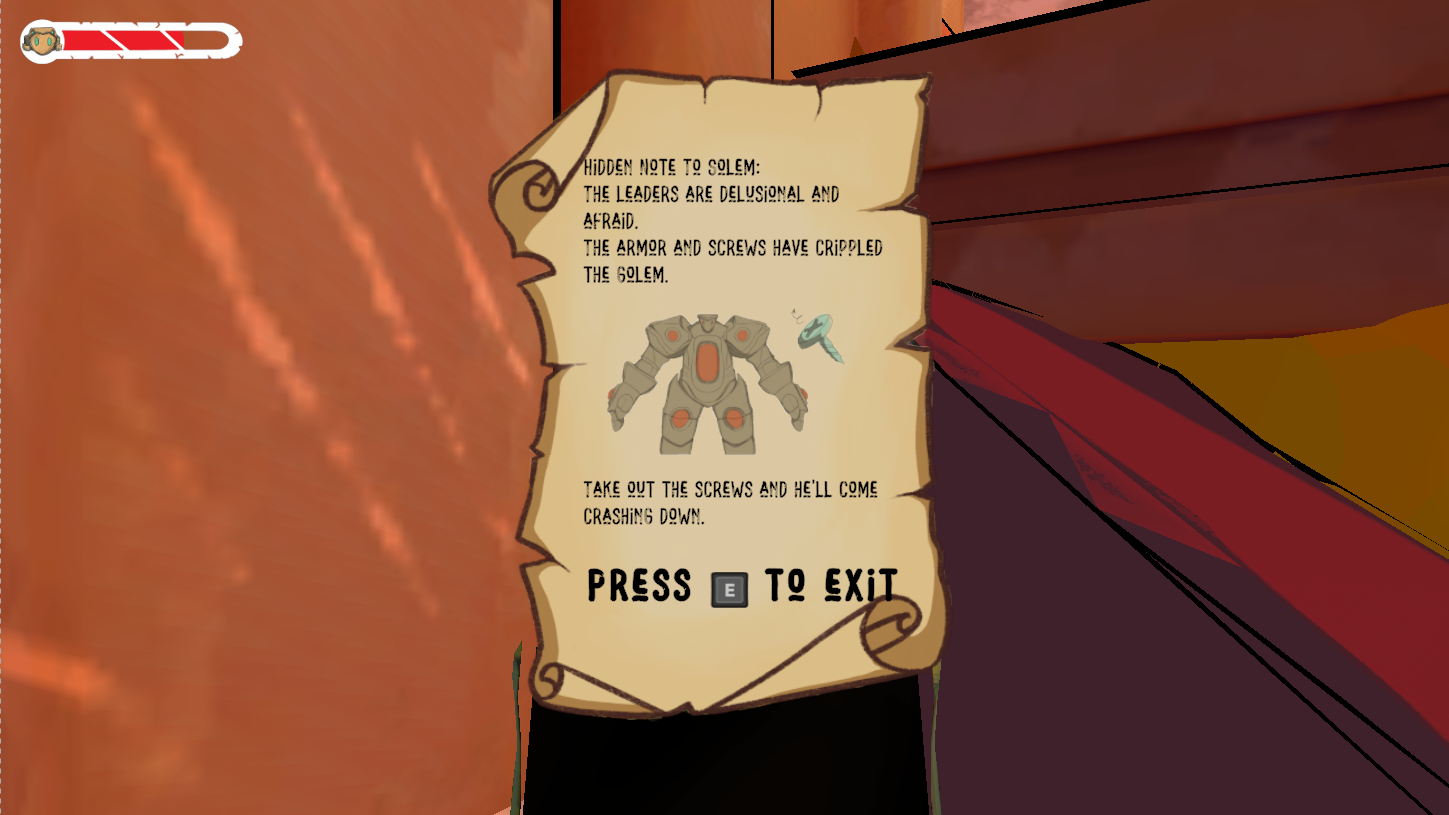 HIDDEN NOTE TO SOLEM:
THE LEADERS ARE DELUSIONAL AND
AFRAID.
THE ARMOR AND SCREWS HAVE CRIPPLED
THE GOLEM.
TAKE OUT THE SCREWS AND HE'LL COME
CRASHING DOWN.
PRESS E TO EXIT